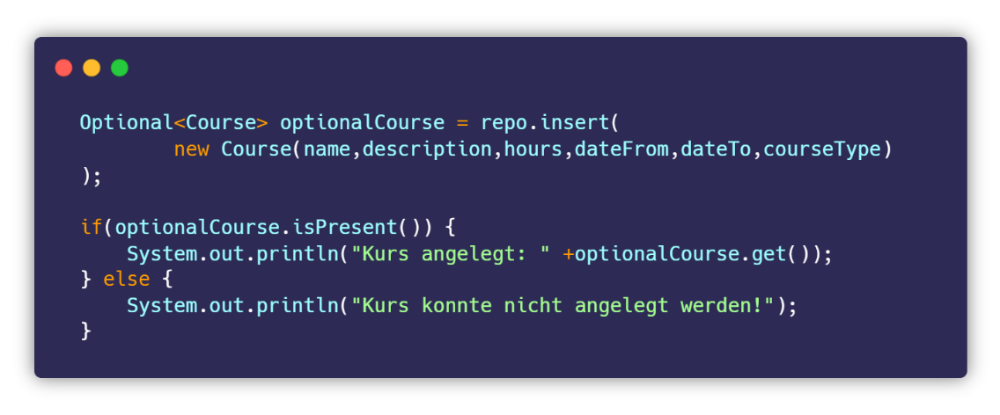 Optional<Course> optionalCourse = repo.insert(
        new Course(name,description,hours,dateFrom,dateTo,courseType)
);

if(optionalCourse.isPresent()) {
    System.out.println("Kurs angelegt: " +optionalCourse.get());
} else {
    System.out.println("Kurs konnte nicht angelegt werden!");
}